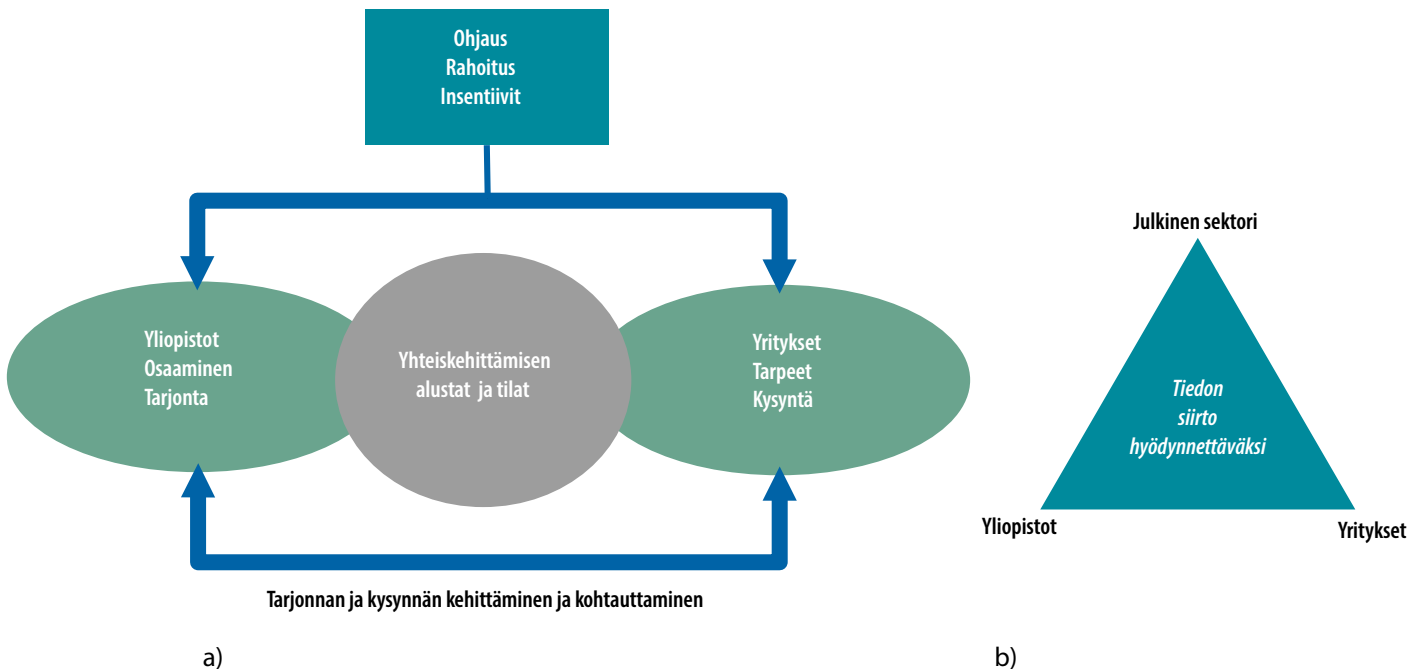 Ohjaus
Rahoitus
Insentiivit
Yliopistot
Osaaminen
Tarjonta
Yhteiskehittämisen
alustat ja tilat
Yritykset
Tarpeet
Kysyntä
Tarjonnan ja kysynnän kehittäminen ja kohtauttaminen
a)
Julkinen sektori
Tiedon
siirto
hyödynnettäväksi
Yliopistot
Yritykset
b)